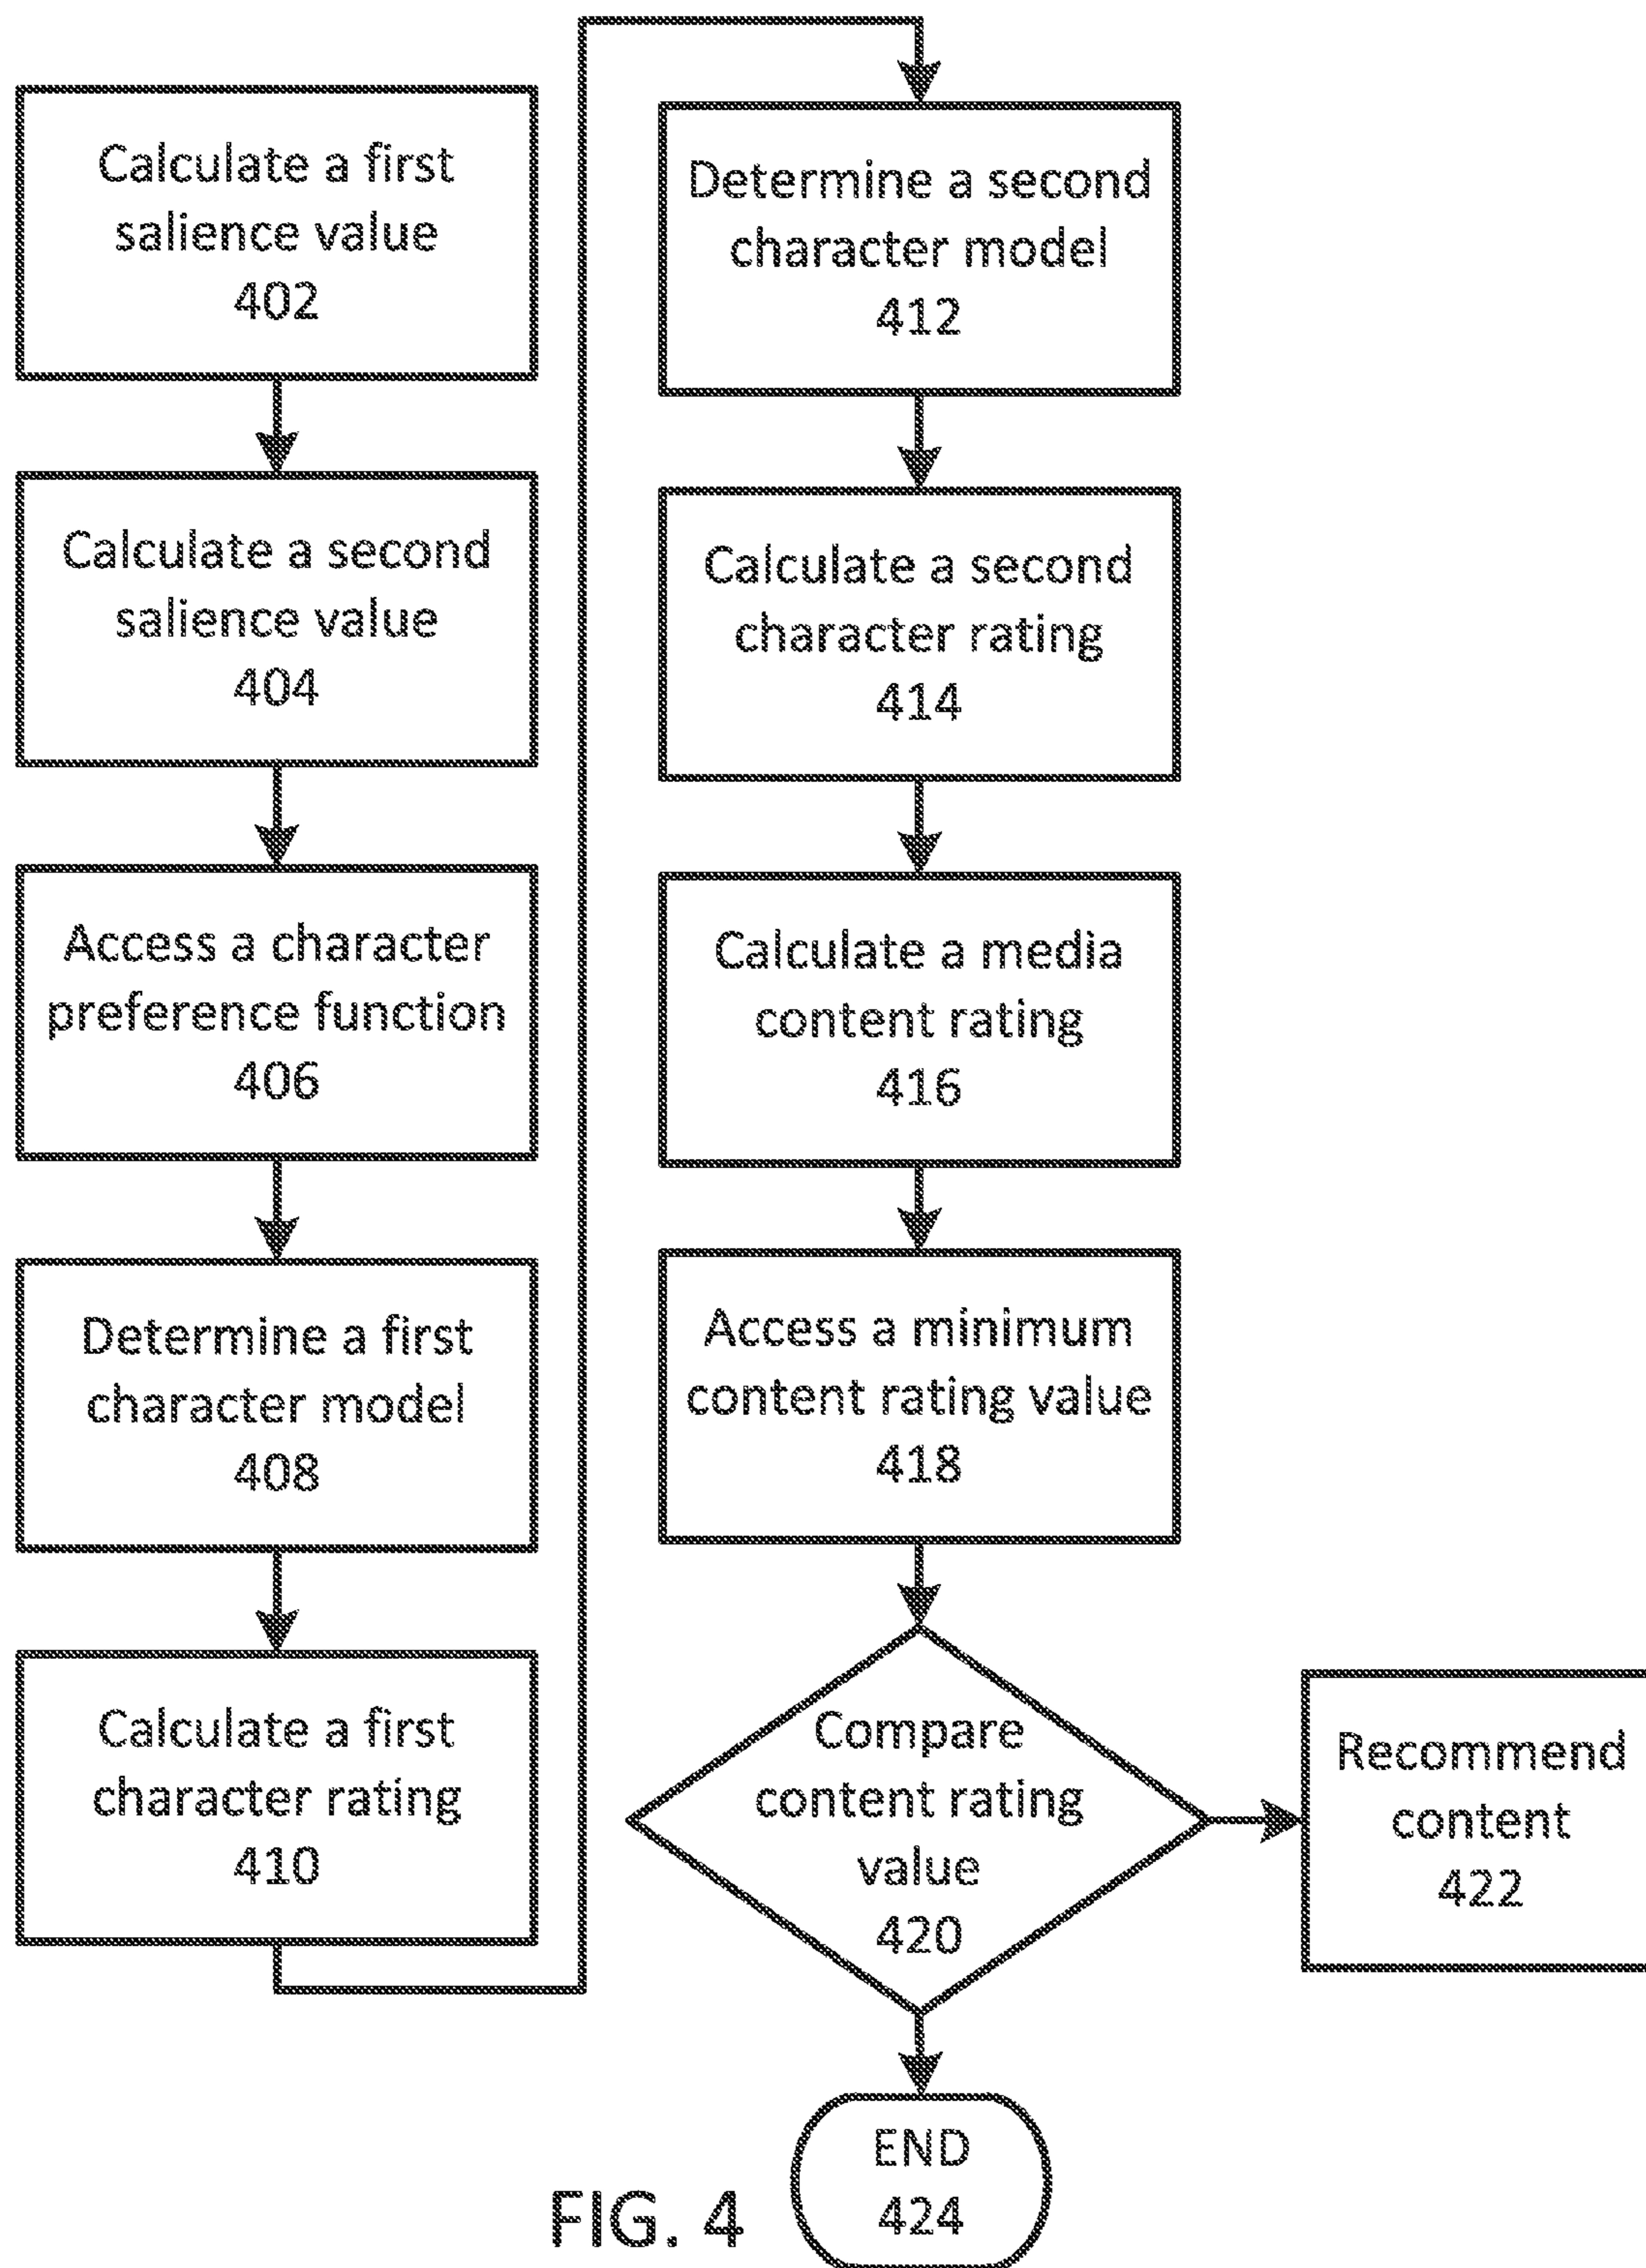 Calculate a first
salience value
402
Calculate a second
salience value
404
Access a character
preference function
406
Determine a first
character model
408
Calculate a first
character rating
410
Determine a second
character model
412
Calculate a second
character rating
414
Calculate a media
content rating
416
Access a minimum
content rating value
418
Compare
content rating
value
420
Recommend
content
422
END
424
FIG. 4